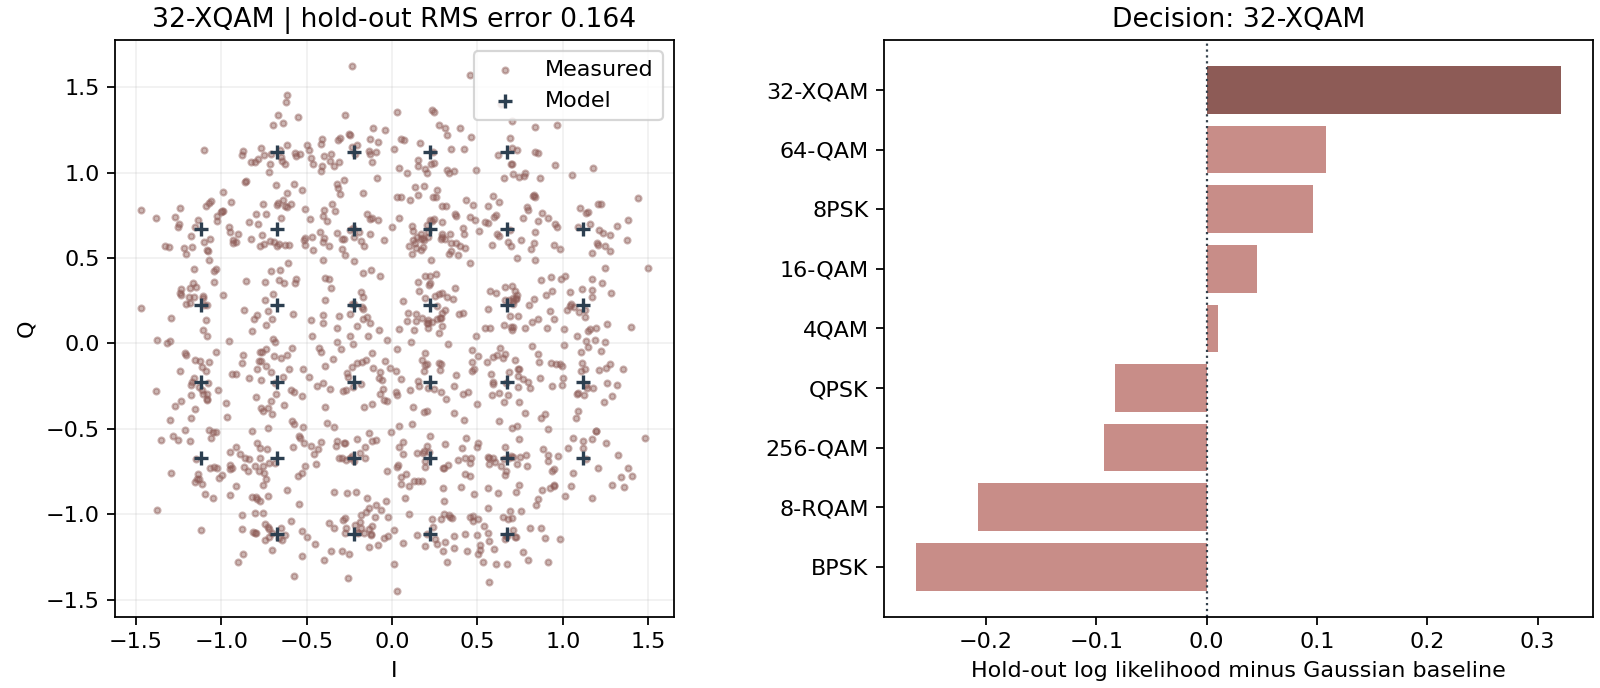 32-XQAM | hold-out RMS error 0.164
Measured
Model
1.5
1.0
0.5
0.0
−0.5
−1.0
−1.5
Q
−1.5
−1.0
−0.5
0.0
0.5
1.0
1.5
I
Decision: 32-XQAM
32-XQAM
64-QAM
8PSK
16-QAM
4QAM
QPSK
256-QAM
8-RQAM
BPSK
−0.2
−0.1
0.0
0.1
0.2
0.3
Hold-out log likelihood minus Gaussian baseline